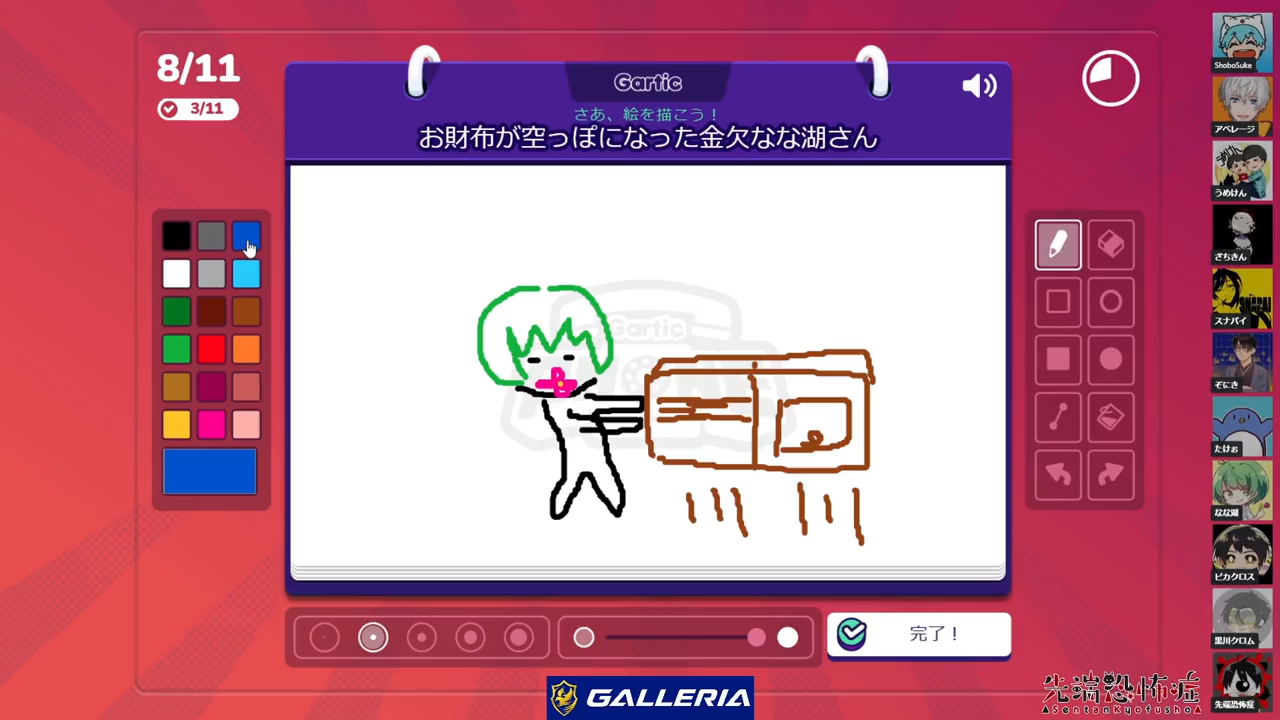 8/11
3/11
Gartic
さあ、絵を描こう！
お財布が空っぽになった金欠なな湖さん
Gartic
完了！
GALLERIA
ShoboSuke
アベレージ
うめけん
さちきん
スナバイ
ぞにき
たけぉ
なな湖
ピカクロス
黒川クロム
先端恐怖症
先端恐怖症
SentanKyofusho